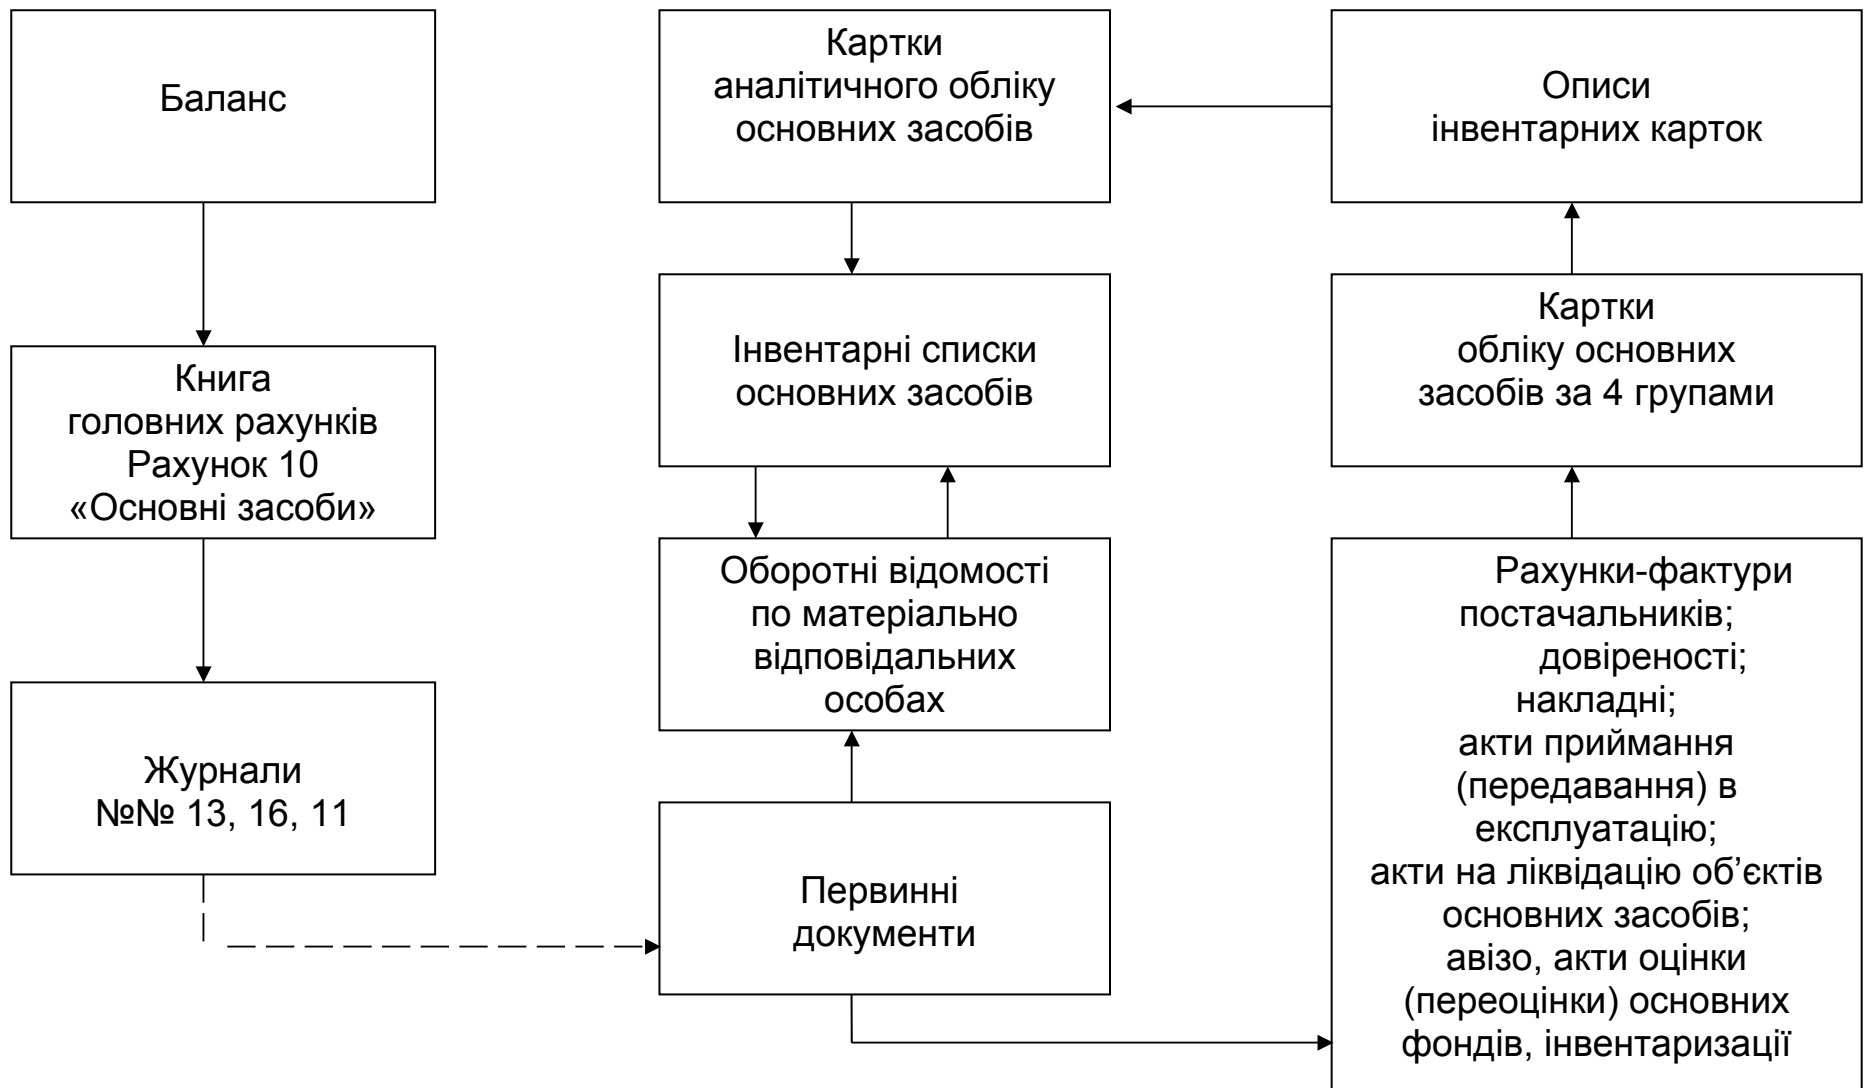 Баланс
Книга
головних рахунків
Рахунок 10
«Основні засоби»
Журнали
№№ 13, 16, 11
Картки
аналітичного обліку
основних засобів
Інвентарні списки
основних засобів
Оборотні відомості
по матеріально
відповідальних
особах
Первинні
документи
Описи
інвентарних карток
Картки
обліку основних
засобів за 4 групами
Рахунки-фактури
постачальників;
довіреності;
накладні;
акти приймання
(передавання) в
експлуатацію;
акти на ліквідацію об’єктів
основних засобів;
авізо, акти оцінки
(переоцінки) основних
фондів, інвентаризації